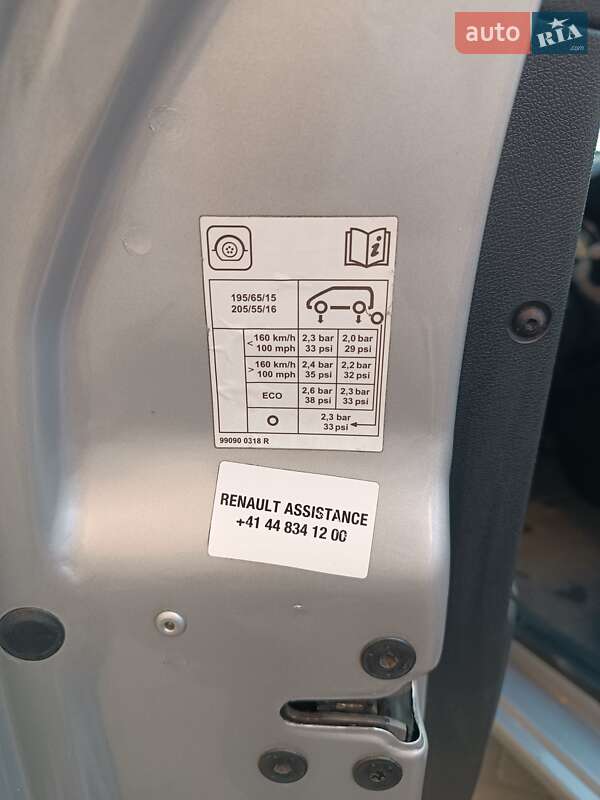 auto RIA .com
195/65/15
205/55/16
< 160 km/h 2,3 bar 2,0 bar
100 mph 33 psi 29 psi
> 160 km/h 2,4 bar 2,2 bar
100 mph 35 psi 32 psi
ECO 2,6 bar 2,3 bar
38 psi 33 psi
2,3 bar
33 psi
99090 0318 R
RENAULT ASSISTANCE
+41 44 834 12 00